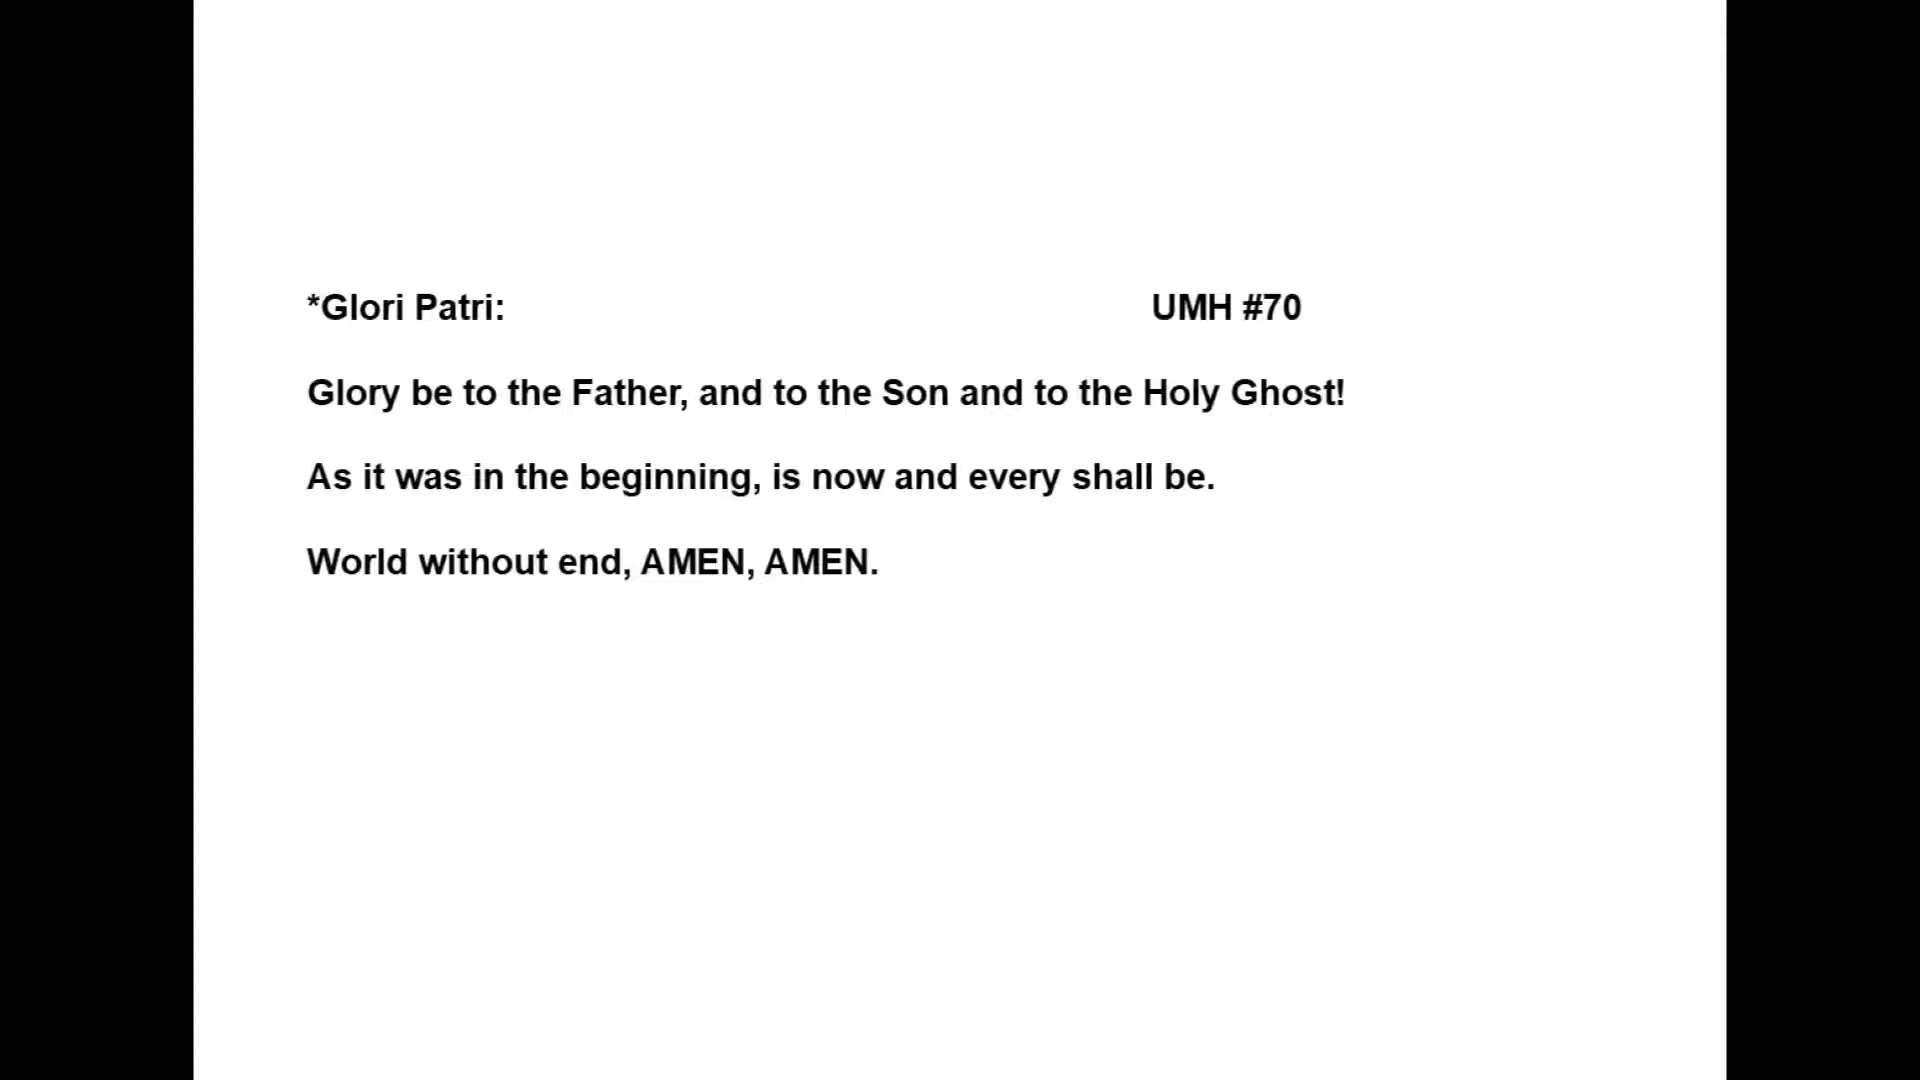 *Glori Patri: UMH #70
Glory be to the Father, and to the Son and to the Holy Ghost!
As it was in the beginning, is now and every shall be.
World without end, AMEN, AMEN.